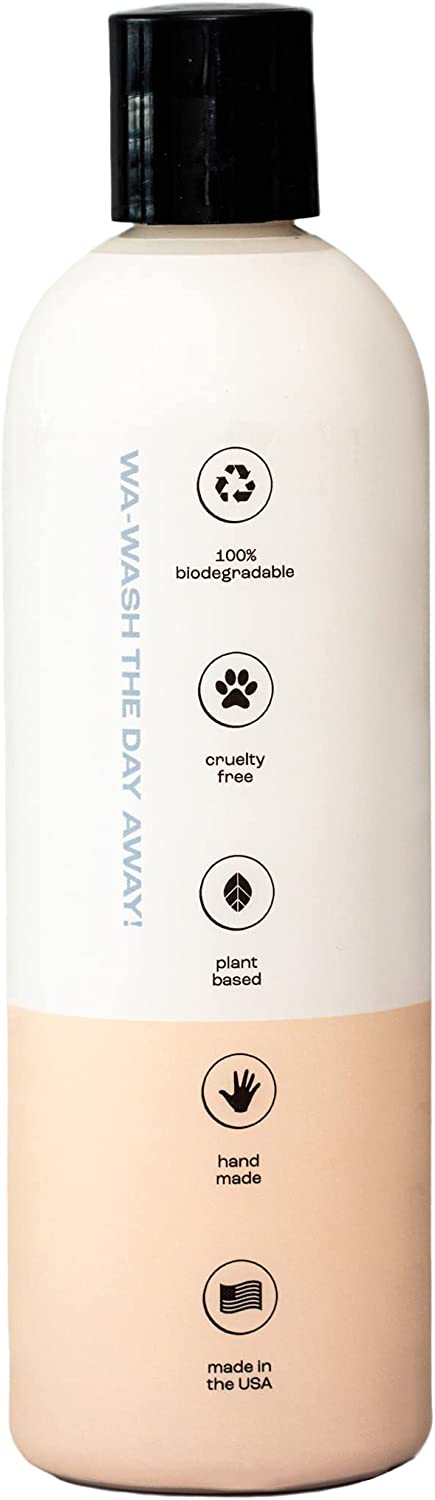 WA-WASH THE DAY AWAY!
100%
biodegradable
cruelty
free
plant
based
hand
made
made in
the USA